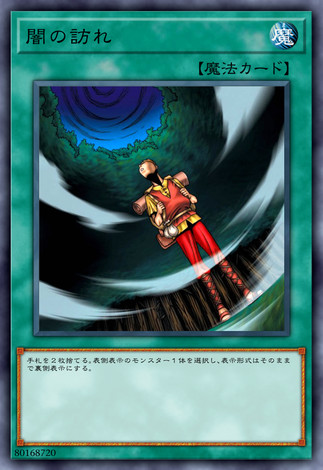 闇の訪れ
魔
【魔法カード】
手札を２枚捨てる。表側表示のモンスター１体を選択し、表示形式はそのまま
で裏側表示にする。
80168720